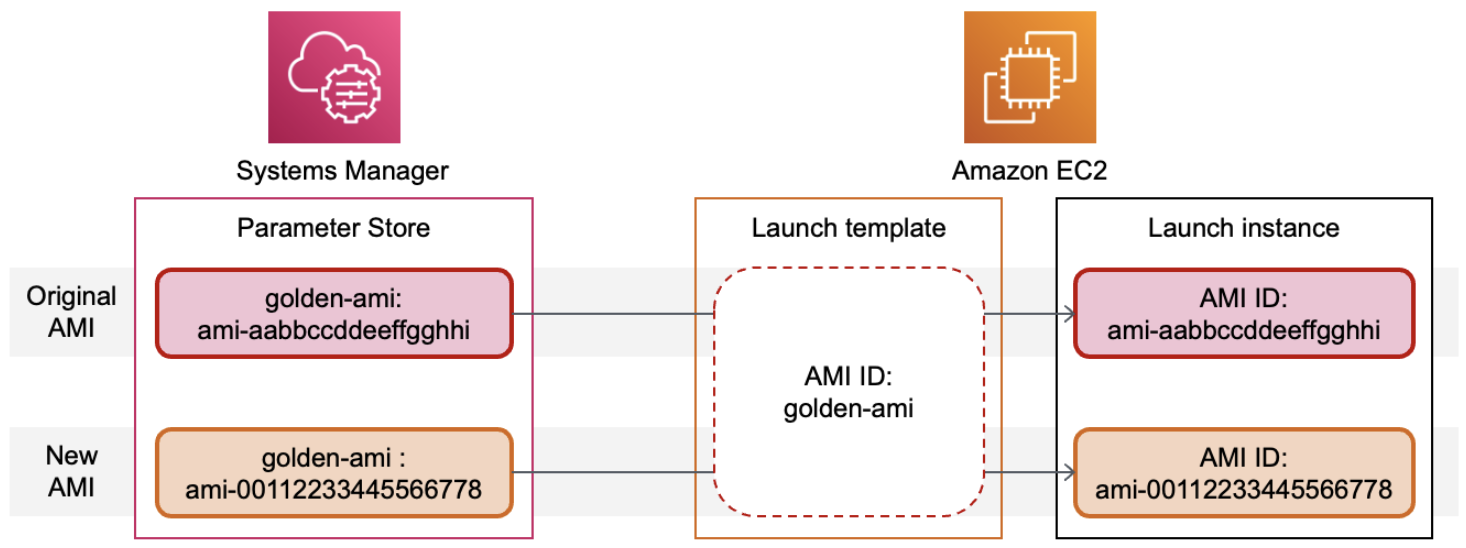 Systems Manager
Amazon EC2
Parameter Store
Launch template
Launch instance
Original
AMI
golden-ami:
ami-aabbccddeeffgghhi
AMI ID:
golden-ami
AMI ID:
ami-aabbccddeeffgghhi
New
AMI
golden-ami :
ami-00112233445566778
AMI ID:
ami-00112233445566778